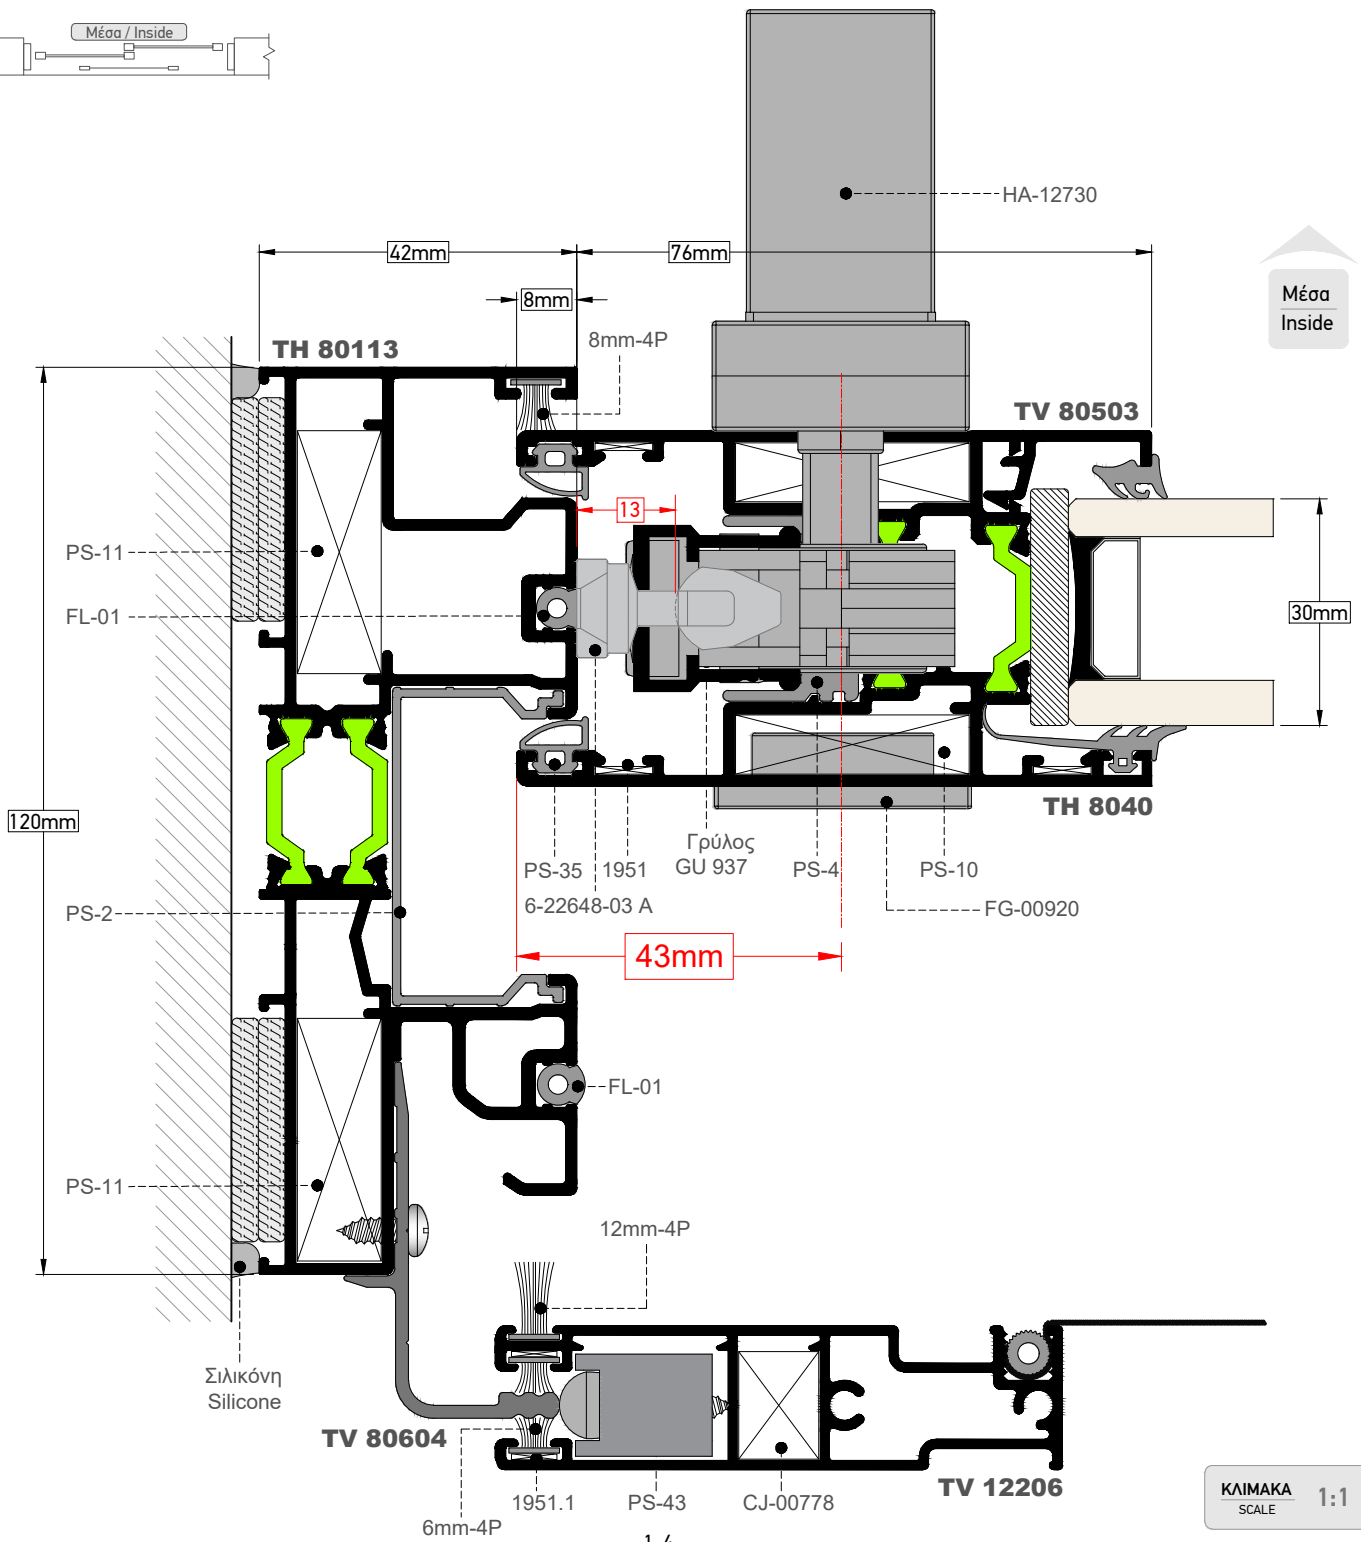 Μέσα / Inside
HA-12730
42mm
76mm
8mm
Μέσα
Inside
8mm-4P
TH 80113
TV 80503
13
PS-11
FL-01
30mm
120mm
TH 8040
Γρύλος
GU 937
PS-35
1951
PS-4
PS-10
6-22648-03 A
FG-00920
PS-2
43mm
FL-01
PS-11
12mm-4P
Σιλικόνη
Silicone
TV 80604
TV 12206
1951.1
PS-43
CJ-00778
6mm-4P
ΚΛΙΜΑΚΑ
SCALE
1:1